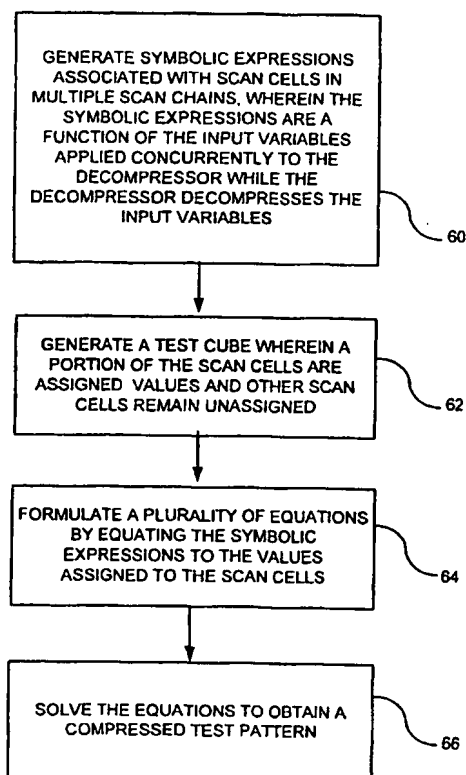 GENERATE SYMBOLIC EXPRESSIONS
ASSOCIATED WITH SCAN CELLS IN
MULTIPLE SCAN CHAINS, WHEREIN THE
SYMBOLIC EXPRESSIONS ARE A
FUNCTION OF THE INPUT VARIABLES
APPLIED CONCURRENTLY TO THE
DECOMPRESSOR WHILE THE
DECOMPRESSOR DECOMPRESSES THE
INPUT VARIABLES
60
GENERATE A TEST CUBE WHEREIN A
PORTION OF THE SCAN CELLS ARE
ASSIGNED VALUES AND OTHER SCAN
CELLS REMAIN UNASSIGNED
62
FORMULATE A PLURALITY OF EQUATIONS
BY EQUATING THE SYMBOLIC
EXPRESSIONS TO THE VALUES
ASSIGNED TO THE SCAN CELLS
64
SOLVE THE EQUATIONS TO OBTAIN A
COMPRESSED TEST PATTERN
66